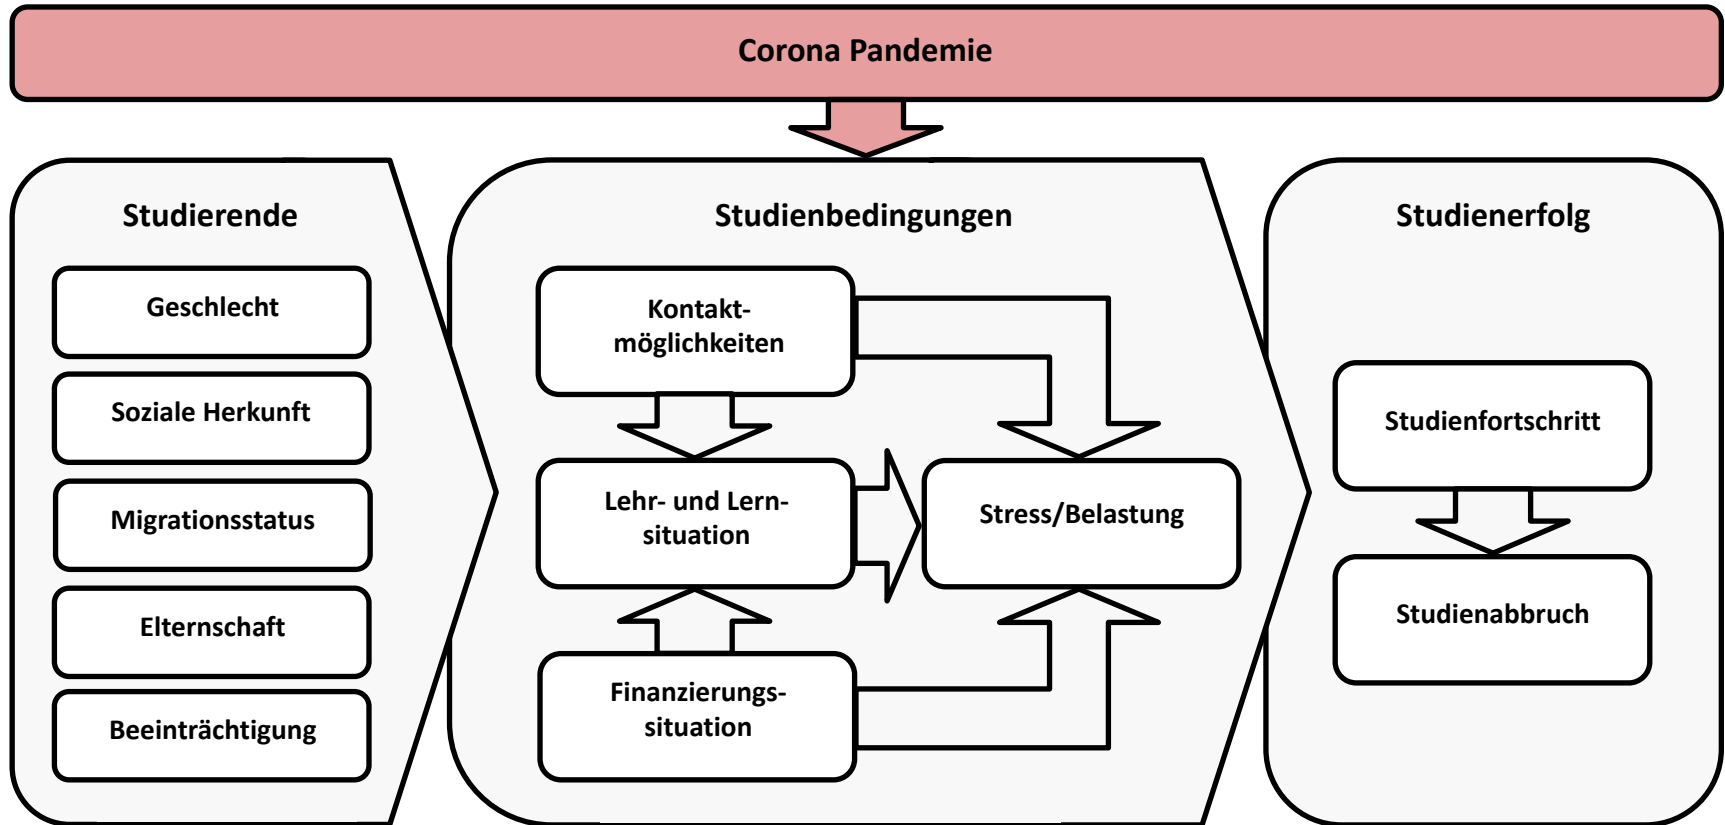 Corona Pandemie
Studierende
Geschlecht
Soziale Herkunft
Migrationsstatus
Elternschaft
Beeinträchtigung
Studienbedingungen
Kontakt-
möglichkeiten
Lehr- und Lern-
situation
Finanzierungs-
situation
Stress/Belastung
Studienerfolg
Studienfortschritt
Studienabbruch